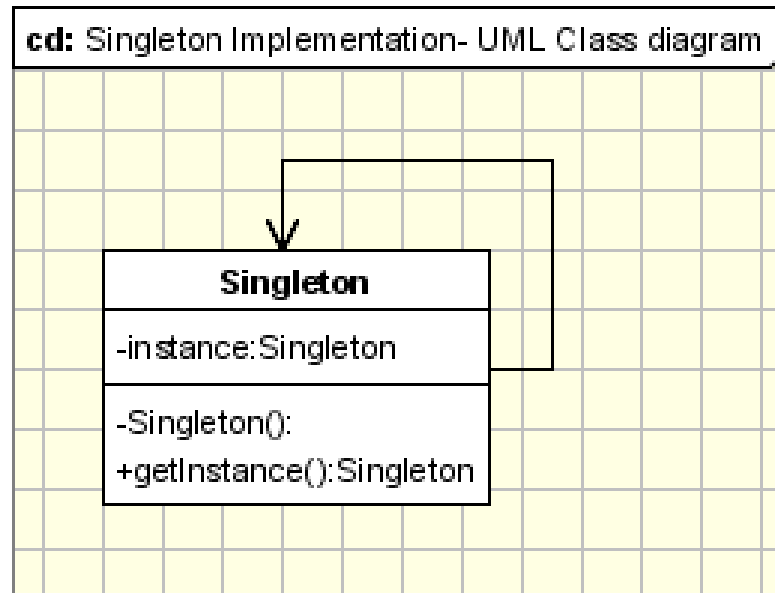 cd: Singleton Implementation- UML Class diagram
Singleton
-instance:Singleton
-Singleton():
+getInstance():Singleton